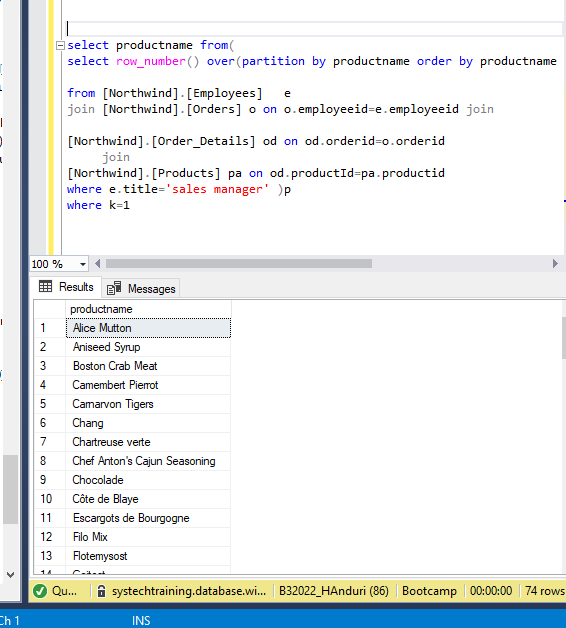 select productname from(
select row_number() over(partition by productname order by productname
from [Northwind].[Employees] e
join [Northwind].[Orders] o on o.employeeid=e.employeeid join
[Northwind].[Order_Details] od on od.orderid=o.orderid
join
[Northwind].[Products] pa on od.productId=pa.productid
where e.title='sales manager' )p
where k=1
100 %
Results Messages
productname
1 Alice Mutton
2 Aniseed Syrup
3 Boston Crab Meat
4 Camembert Pierrot
5 Carnarvon Tigers
6 Chang
7 Chartreuse verte
8 Chef Anton's Cajun Seasoning
9 Chocolade
10 Côte de Blaye
11 Escargots de Bourgogne
12 Filo Mix
13 Flotemysost
Qu... systechtraining.database.wi... B32022_HAnduri (86) Bootcamp 00:00:00 74 rows
Ch 1 INS